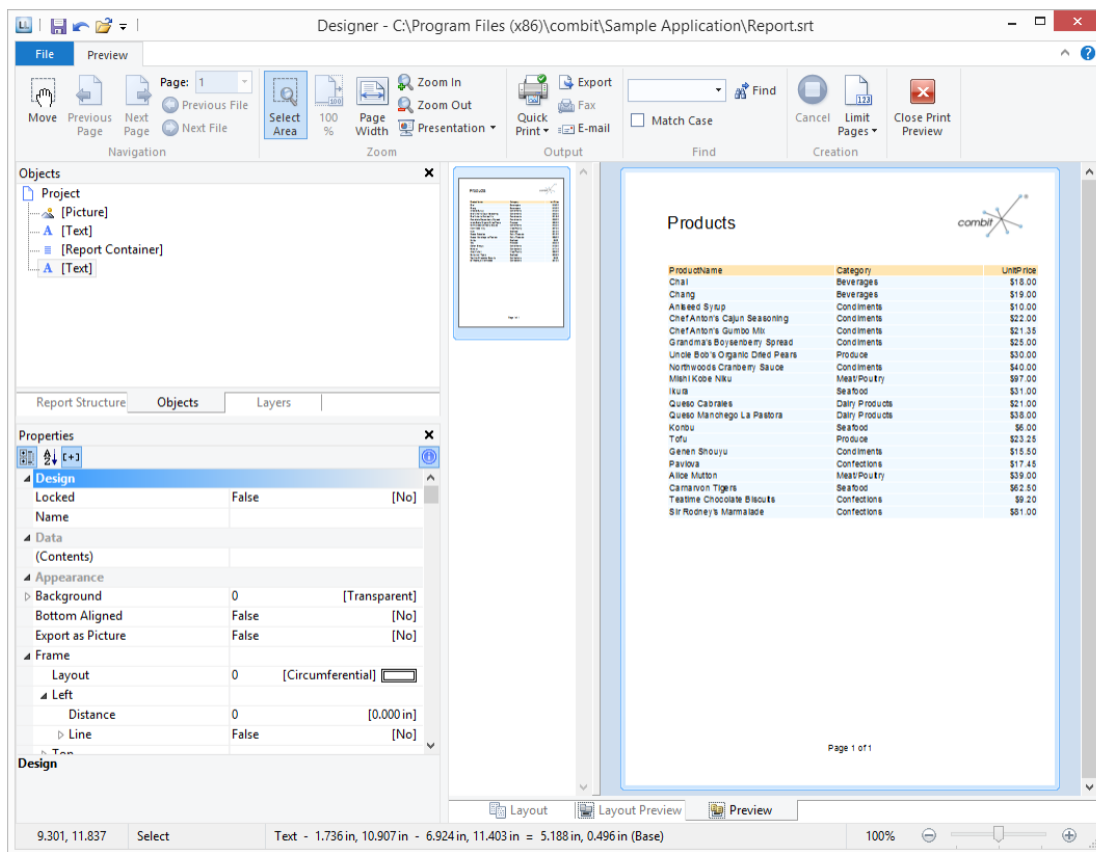 Designer - C:\Program Files (x86)\combit\Sample Application\Report.srt
File Preview
Move
Previous Page
Next Page
Page: 1
Previous File
Next File
Navigation
Select Area
100 %
Page Width
Zoom In
Zoom Out
Presentation
Zoom
Quick Print
Export
Fax
E-mail
Output
Find
Match Case
Find
Cancel
Limit Pages
Creation
Close Print Preview
Objects
Project
[Picture]
A [Text]
[Report Container]
A [Text]
Report Structure Objects Layers
Properties
Design
Locked False [No]
Name
Data
(Contents)
Appearance
Background 0 [Transparent]
Bottom Aligned False [No]
Export as Picture False [No]
Frame
Layout 0 [Circumferential]
Left
Distance 0 [0.000 in]
Line False [No]
Top
Design
Products combit
ProductName Category UnitPrice
Chai Beverages $18.00
Chang Beverages $19.00
Aniseed Syrup Condiments $10.00
Chef Anton's Cajun Seasoning Condiments $22.00
Chef Anton's Gumbo Mix Condiments $21.35
Grandma's Boysenberry Spread Condiments $25.00
Uncle Bob's Organic Dried Pears Produce $30.00
Northwoods Cranberry Sauce Condiments $40.00
Mishi Kobe Niku Meat/Poultry $97.00
Ikura Seafood $31.00
Queso Cabrales Dairy Products $21.00
Queso Manchego La Pastora Dairy Products $38.00
Konbu Seafood $6.00
Tofu Produce $23.25
Genen Shouyu Condiments $15.50
Pavlova Confections $17.45
Alice Mutton Meat/Poultry $39.00
Carnarvon Tigers Seafood $62.50
Teatime Chocolate Biscuits Confections $9.20
Sir Rodney's Marmalade Confections $81.00
Page 1 of 1
Layout Layout Preview Preview
9.301, 11.837 Select Text - 1.736 in, 10.907 in - 6.924 in, 11.403 in = 5.188 in, 0.496 in (Base) 100%